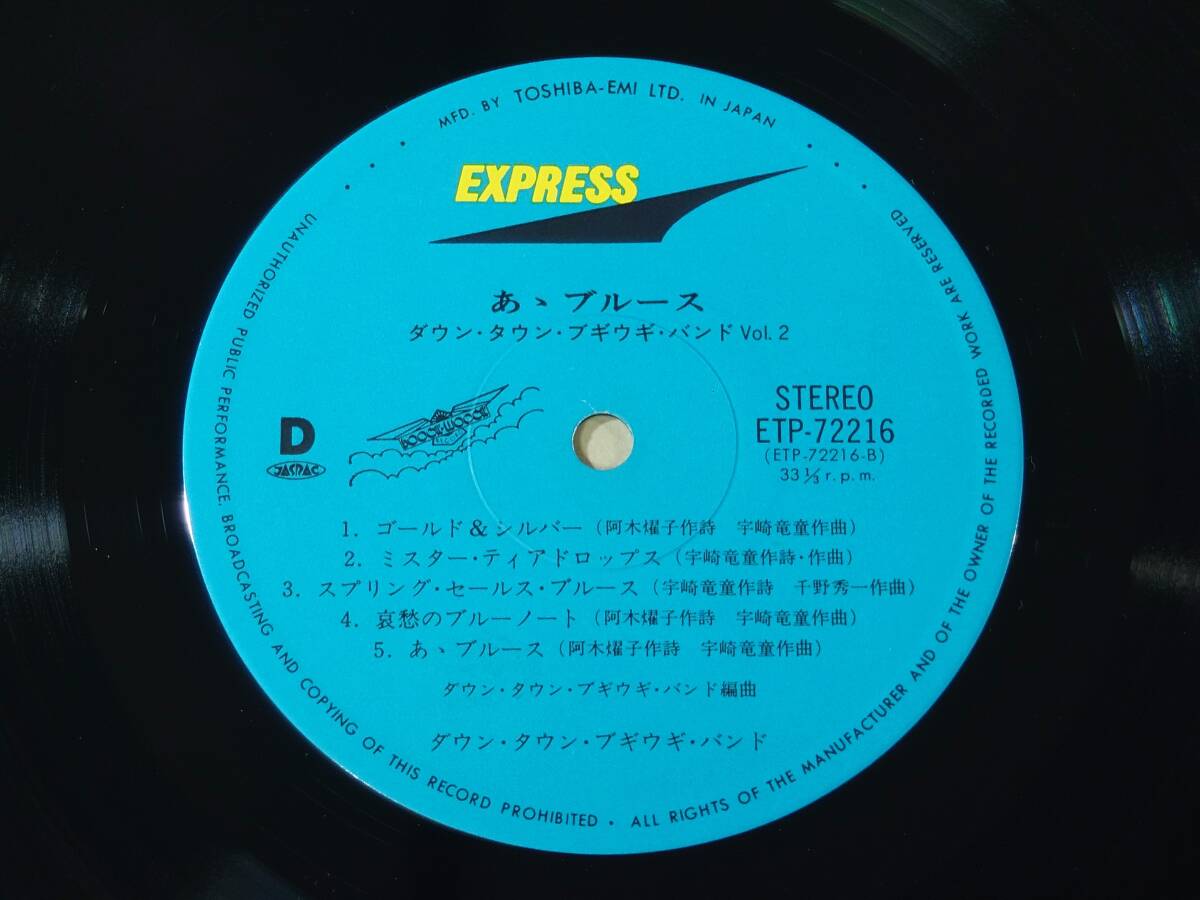 MFD. BY TOSHIBA-EMI LTD. IN JAPAN
EXPRESS
あゝブルース
ダウン・タウン・ブギウギ・バンド Vol. 2
D
JASRAC
STEREO
ETP-72216
(ETP-72216-B)
33 1/3 r.p.m.
1. ゴールド&シルバー(阿木燿子作詩 宇崎竜童作曲)
2. ミスター・ティアドロップス(宇崎竜童作詩・作曲)
3. スプリング・セールス・ブルース(宇崎竜童作詩 千野秀一作曲)
4. 哀愁のブルーノート(阿木燿子作詩 宇崎竜童作曲)
5. あゝブルース(阿木燿子作詩 宇崎竜童作曲)
ダウン・タウン・ブギウギ・バンド編曲
ダウン・タウン・ブギウギ・バンド
UNAUTHORIZED PUBLIC PERFORMANCE. BROADCASTING AND COPYING OF THIS RECORD PROHIBITED • ALL RIGHTS OF THE MANUFACTURER AND OF THE OWNER OF THE RECORDED WORK ARE RESERVED